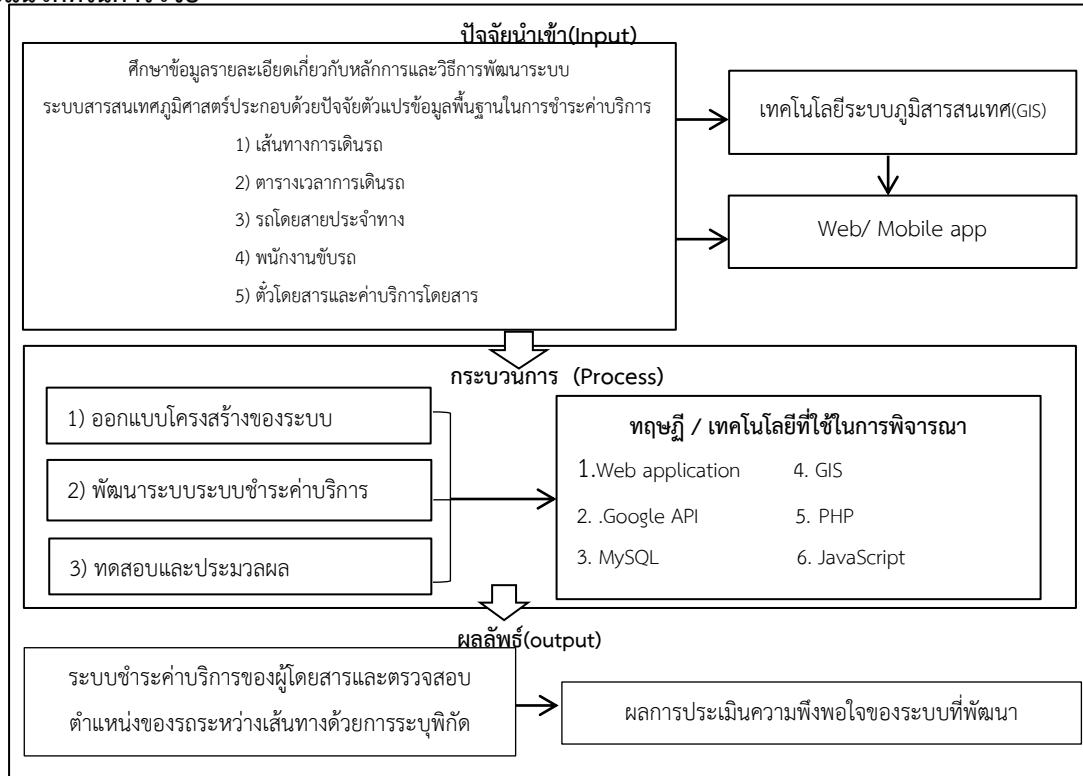 ปัจจัยนำเข้า(Input)
ศึกษาข้อมูลรายละเอียดเกี่ยวกับหลักการและวิธีการพัฒนาระบบ
ระบบสารสนเทศภูมิศาสตร์ประกอบด้วยปัจจัยตัวแปรข้อมูลพื้นฐานในการชำระค่าบริการ
1) เส้นทางการเดินรถ
2) ตารางเวลาการเดินรถ
3) รถโดยสายประจำทาง
4) พนักงานขับรถ
5) ตั๋วโดยสารและค่าบริการโดยสาร
เทคโนโลยีระบบภูมิสารสนเทศ(GIS)
Web/ Mobile app
กระบวนการ (Process)
1) ออกแบบโครงสร้างของระบบ
2) พัฒนาระบบระบบชำระค่าบริการ
3) ทดสอบและประมวลผล
ทฤษฏี / เทคโนโลยีที่ใช้ในการพิจารณา
1.Web application 4. GIS
2. .Google API 5. PHP
3. MySQL 6. JavaScript
ผลลัพธ์(output)
ระบบชำระค่าบริการของผู้โดยสารและตรวจสอบ
ตำแหน่งของรถระหว่างเส้นทางด้วยการระบุพิกัด
ผลการประเมินความพึงพอใจของระบบที่พัฒนา